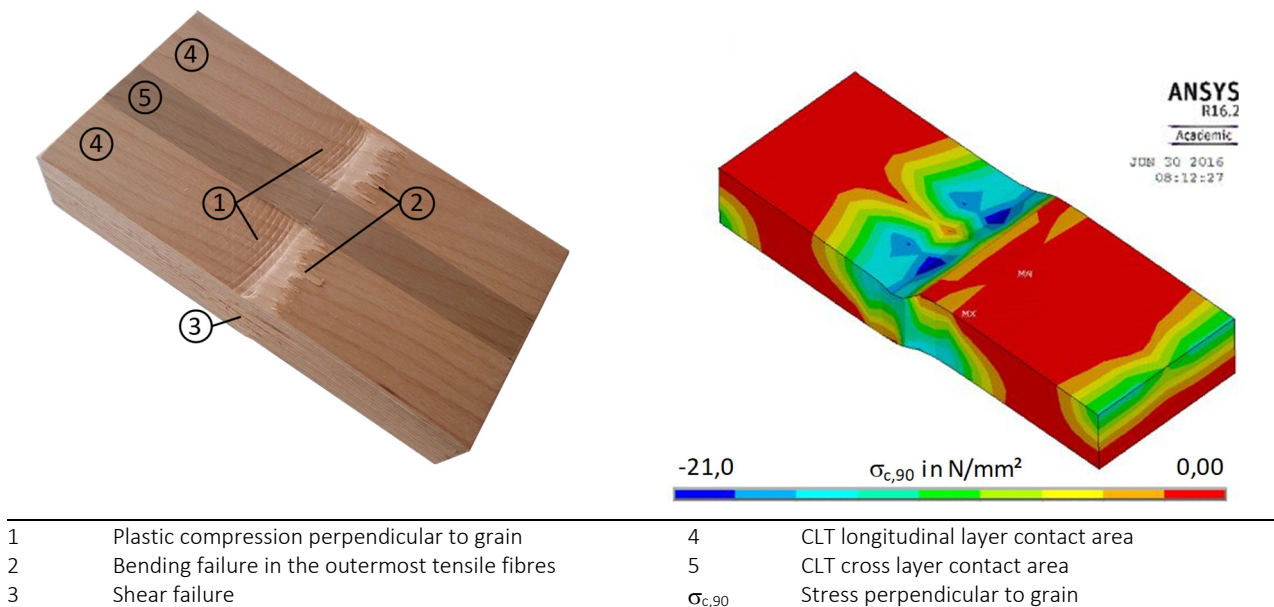 4
5
4
1
2
3
ANSYS
R16.2
Academic
JUN 30 2016
08:12:27
MN
MX
-21,0 σc,90 in N/mm² 0,00
1 Plastic compression perpendicular to grain 4 CLT longitudinal layer contact area
2 Bending failure in the outermost tensile fibres 5 CLT cross layer contact area
3 Shear failure σc,90 Stress perpendicular to grain